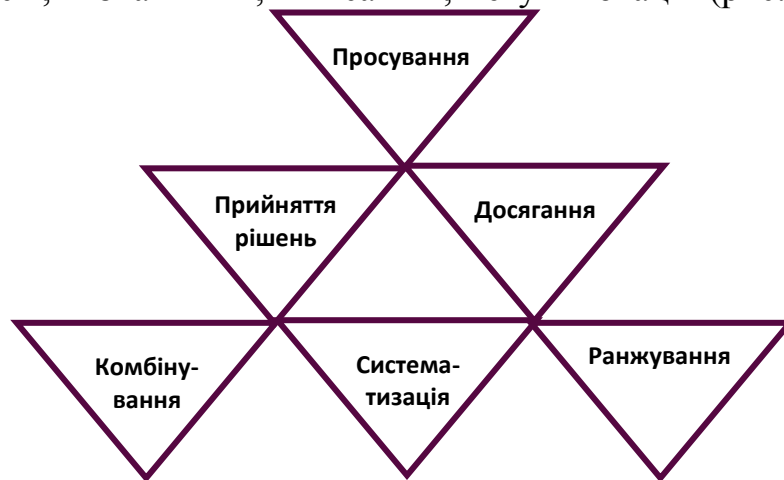 Просування
Прийняття
рішень
Досягання
Комбіну-
вання
Система-
тизація
Ранжування